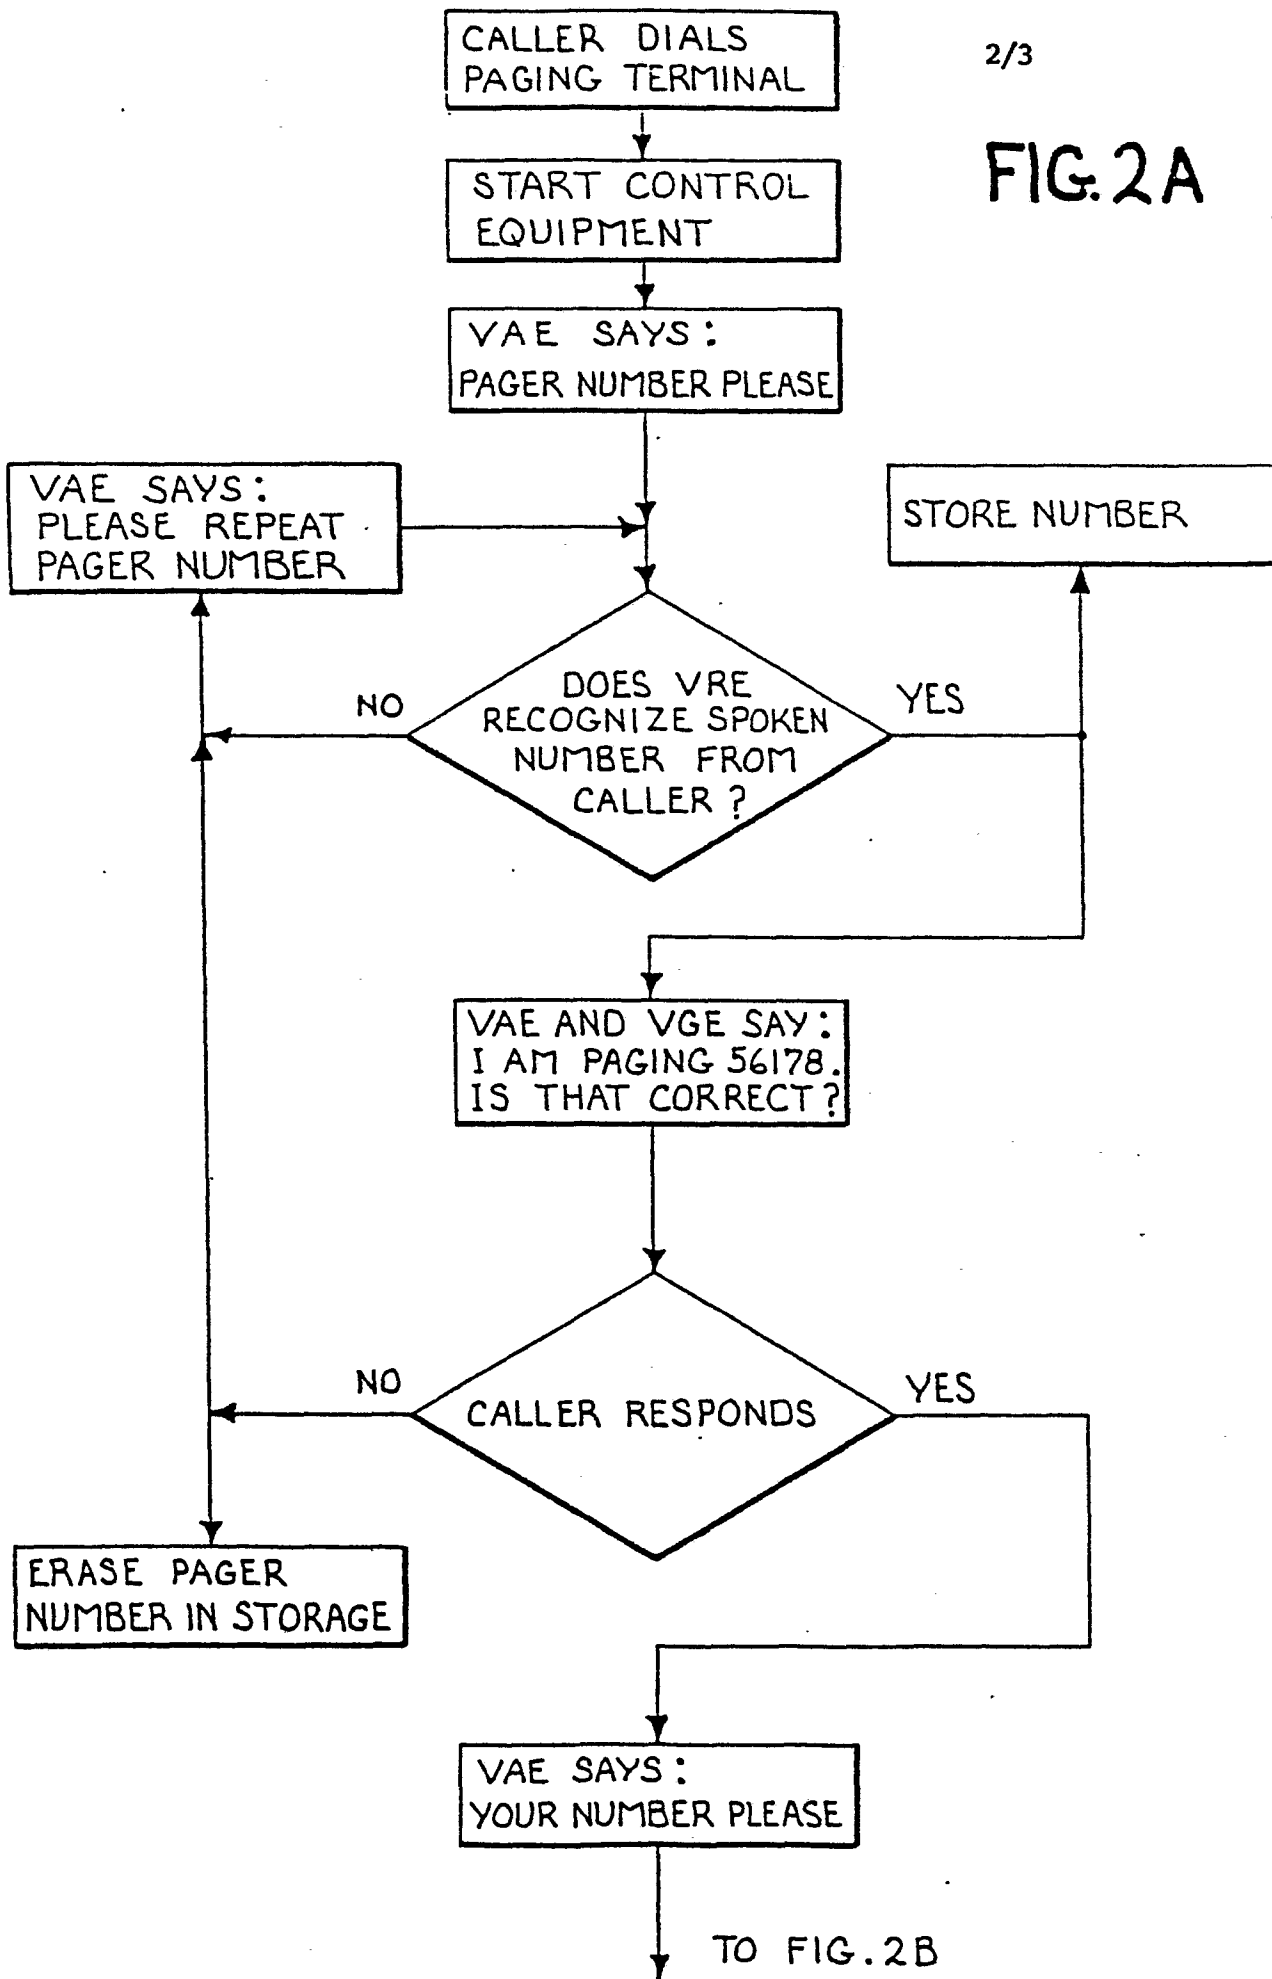 CALLER DIALS
PAGING TERMINAL
2/3
FIG. 2A
START CONTROL
EQUIPMENT
VAE SAYS:
PAGER NUMBER PLEASE
VAE SAYS:
PLEASE REPEAT
PAGER NUMBER
STORE NUMBER
DOES VRE
RECOGNIZE SPOKEN
NUMBER FROM
CALLER?
NO
YES
VAE AND VGE SAY:
I AM PAGING 56178.
IS THAT CORRECT?
NO
CALLER RESPONDS
YES
ERASE PAGER
NUMBER IN STORAGE
VAE SAYS:
YOUR NUMBER PLEASE
TO FIG. 2B